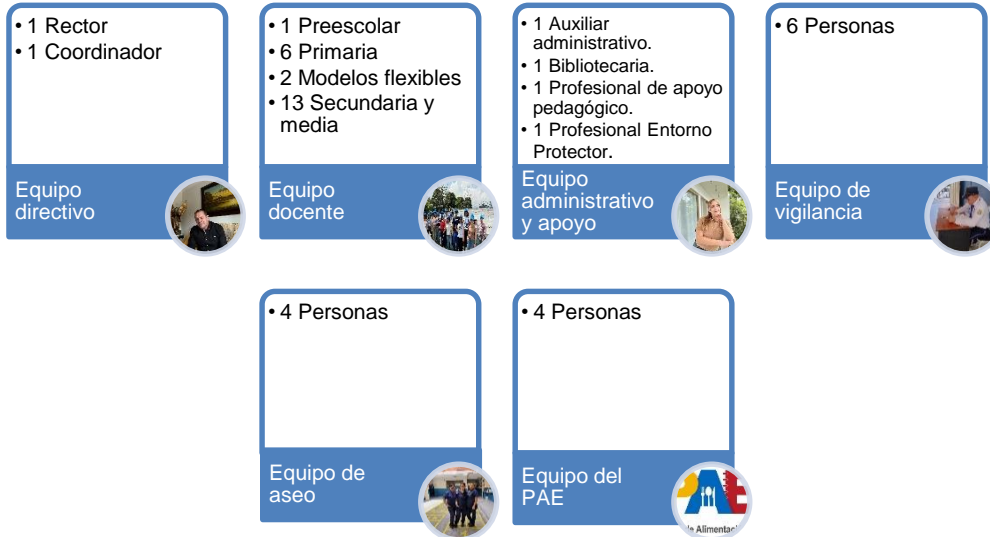 • 1 Rector
• 1 Coordinador
Equipo
directivo
• 1 Preescolar
• 6 Primaria
• 2 Modelos flexibles
• 13 Secundaria y
media
Equipo
docente
• 1 Auxiliar
administrativo.
• 1 Bibliotecaria.
• 1 Profesional de apoyo
pedagógico.
• 1 Profesional Entorno
Protector.
Equipo
administrativo
y apoyo
• 6 Personas
Equipo de
vigilancia
• 4 Personas
Equipo de
aseo
• 4 Personas
Equipo del
PAE